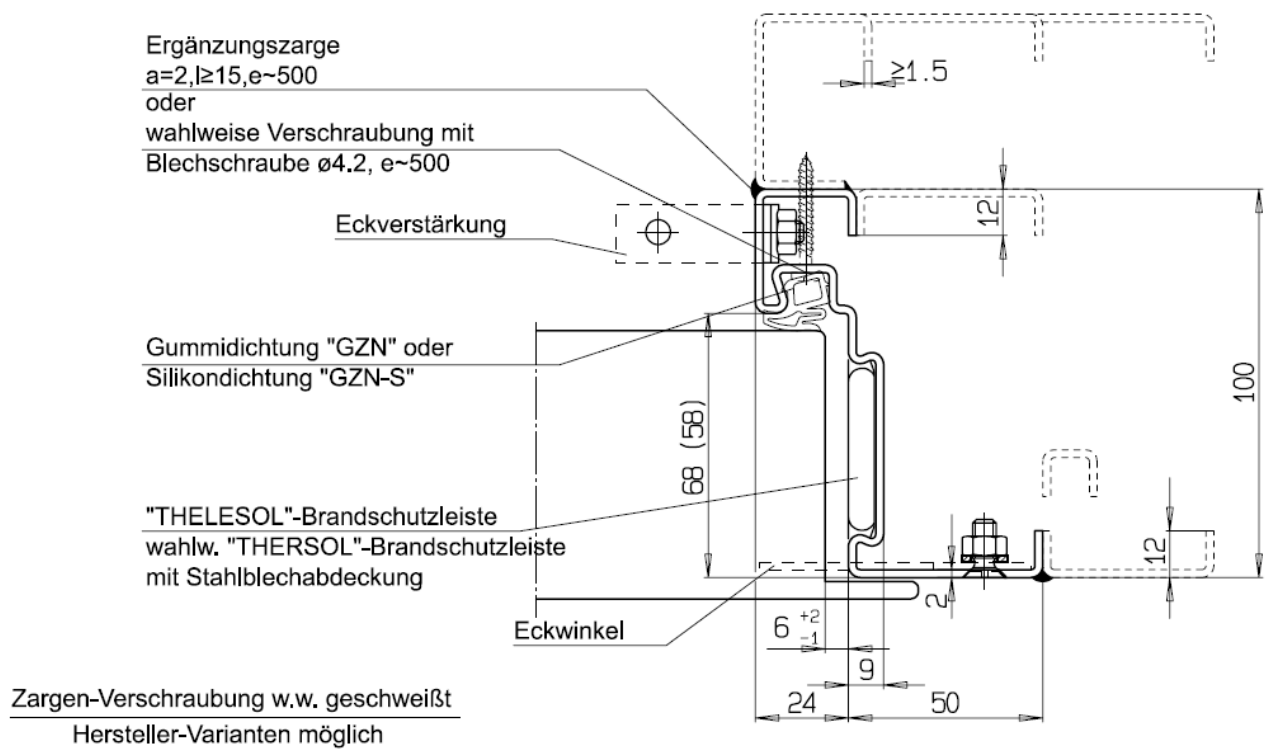 Ergänzungszarge
a=2,l≥15,e~500
oder
wahlweise Verschraubung mit
Blechschraube ø4.2, e~500
≥1.5
12
Eckverstärkung
Gummidichtung "GZN" oder
Silikondichtung "GZN-S"
68 (58)
100
"THELESOL"-Brandschutzleiste
wahlw. "THERSOL"-Brandschutzleiste
mit Stahlblechabdeckung
12
2
Eckwinkel
6 +2 -1
9
24
50
Zargen-Verschraubung w.w. geschweißt
Hersteller-Varianten möglich